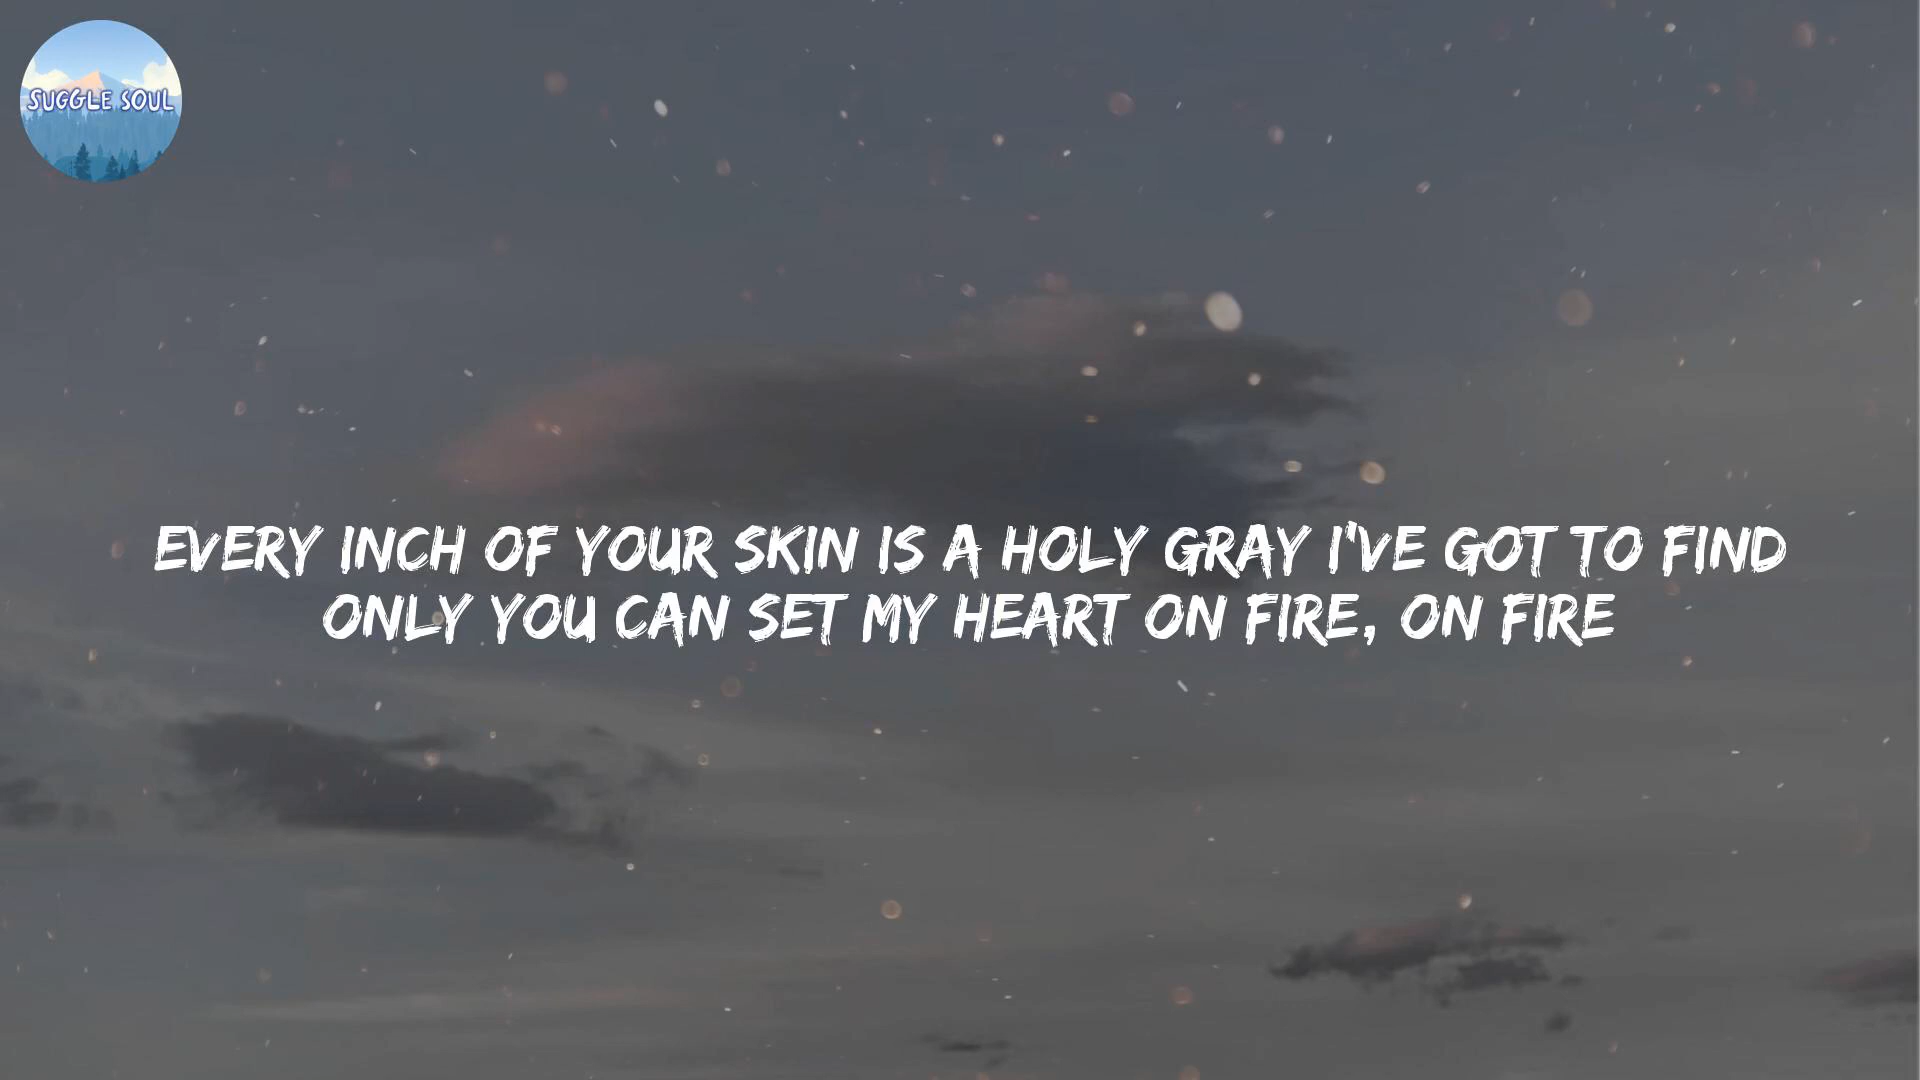 SUGGLE SOUL
EVERY INCH OF YOUR SKIN IS A HOLY GRAY I'VE GOT TO FIND
ONLY YOU CAN SET MY HEART ON FIRE, ON FIRE